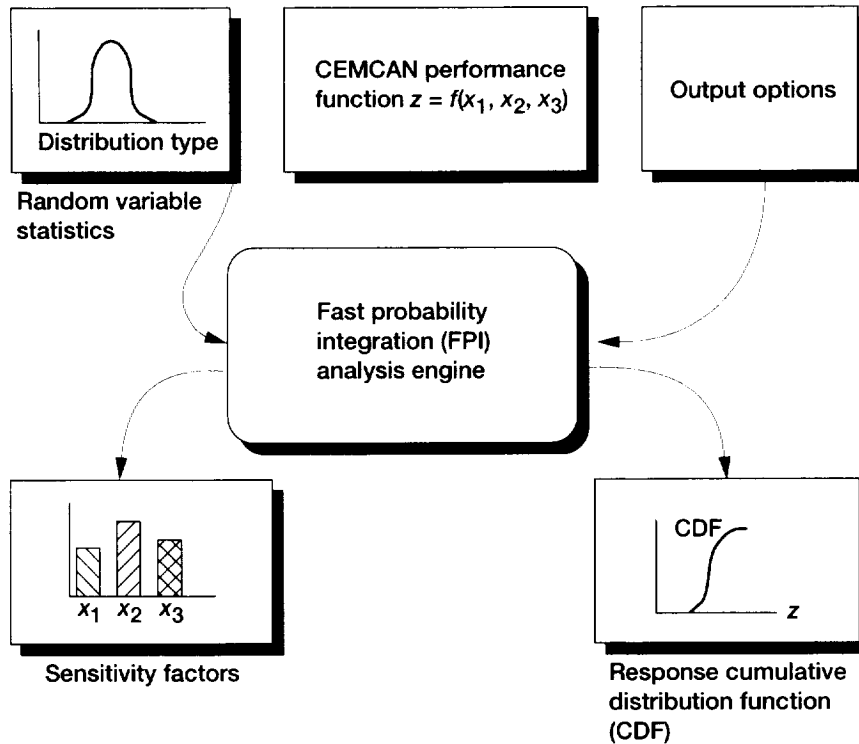 Distribution type
Random variable
statistics
CEMCAN performance
function z = f(x₁, x₂, x₃)
Output options
Fast probability
integration (FPI)
analysis engine
x₁ x₂ x₃
Sensitivity factors
CDF
z
Response cumulative
distribution function
(CDF)